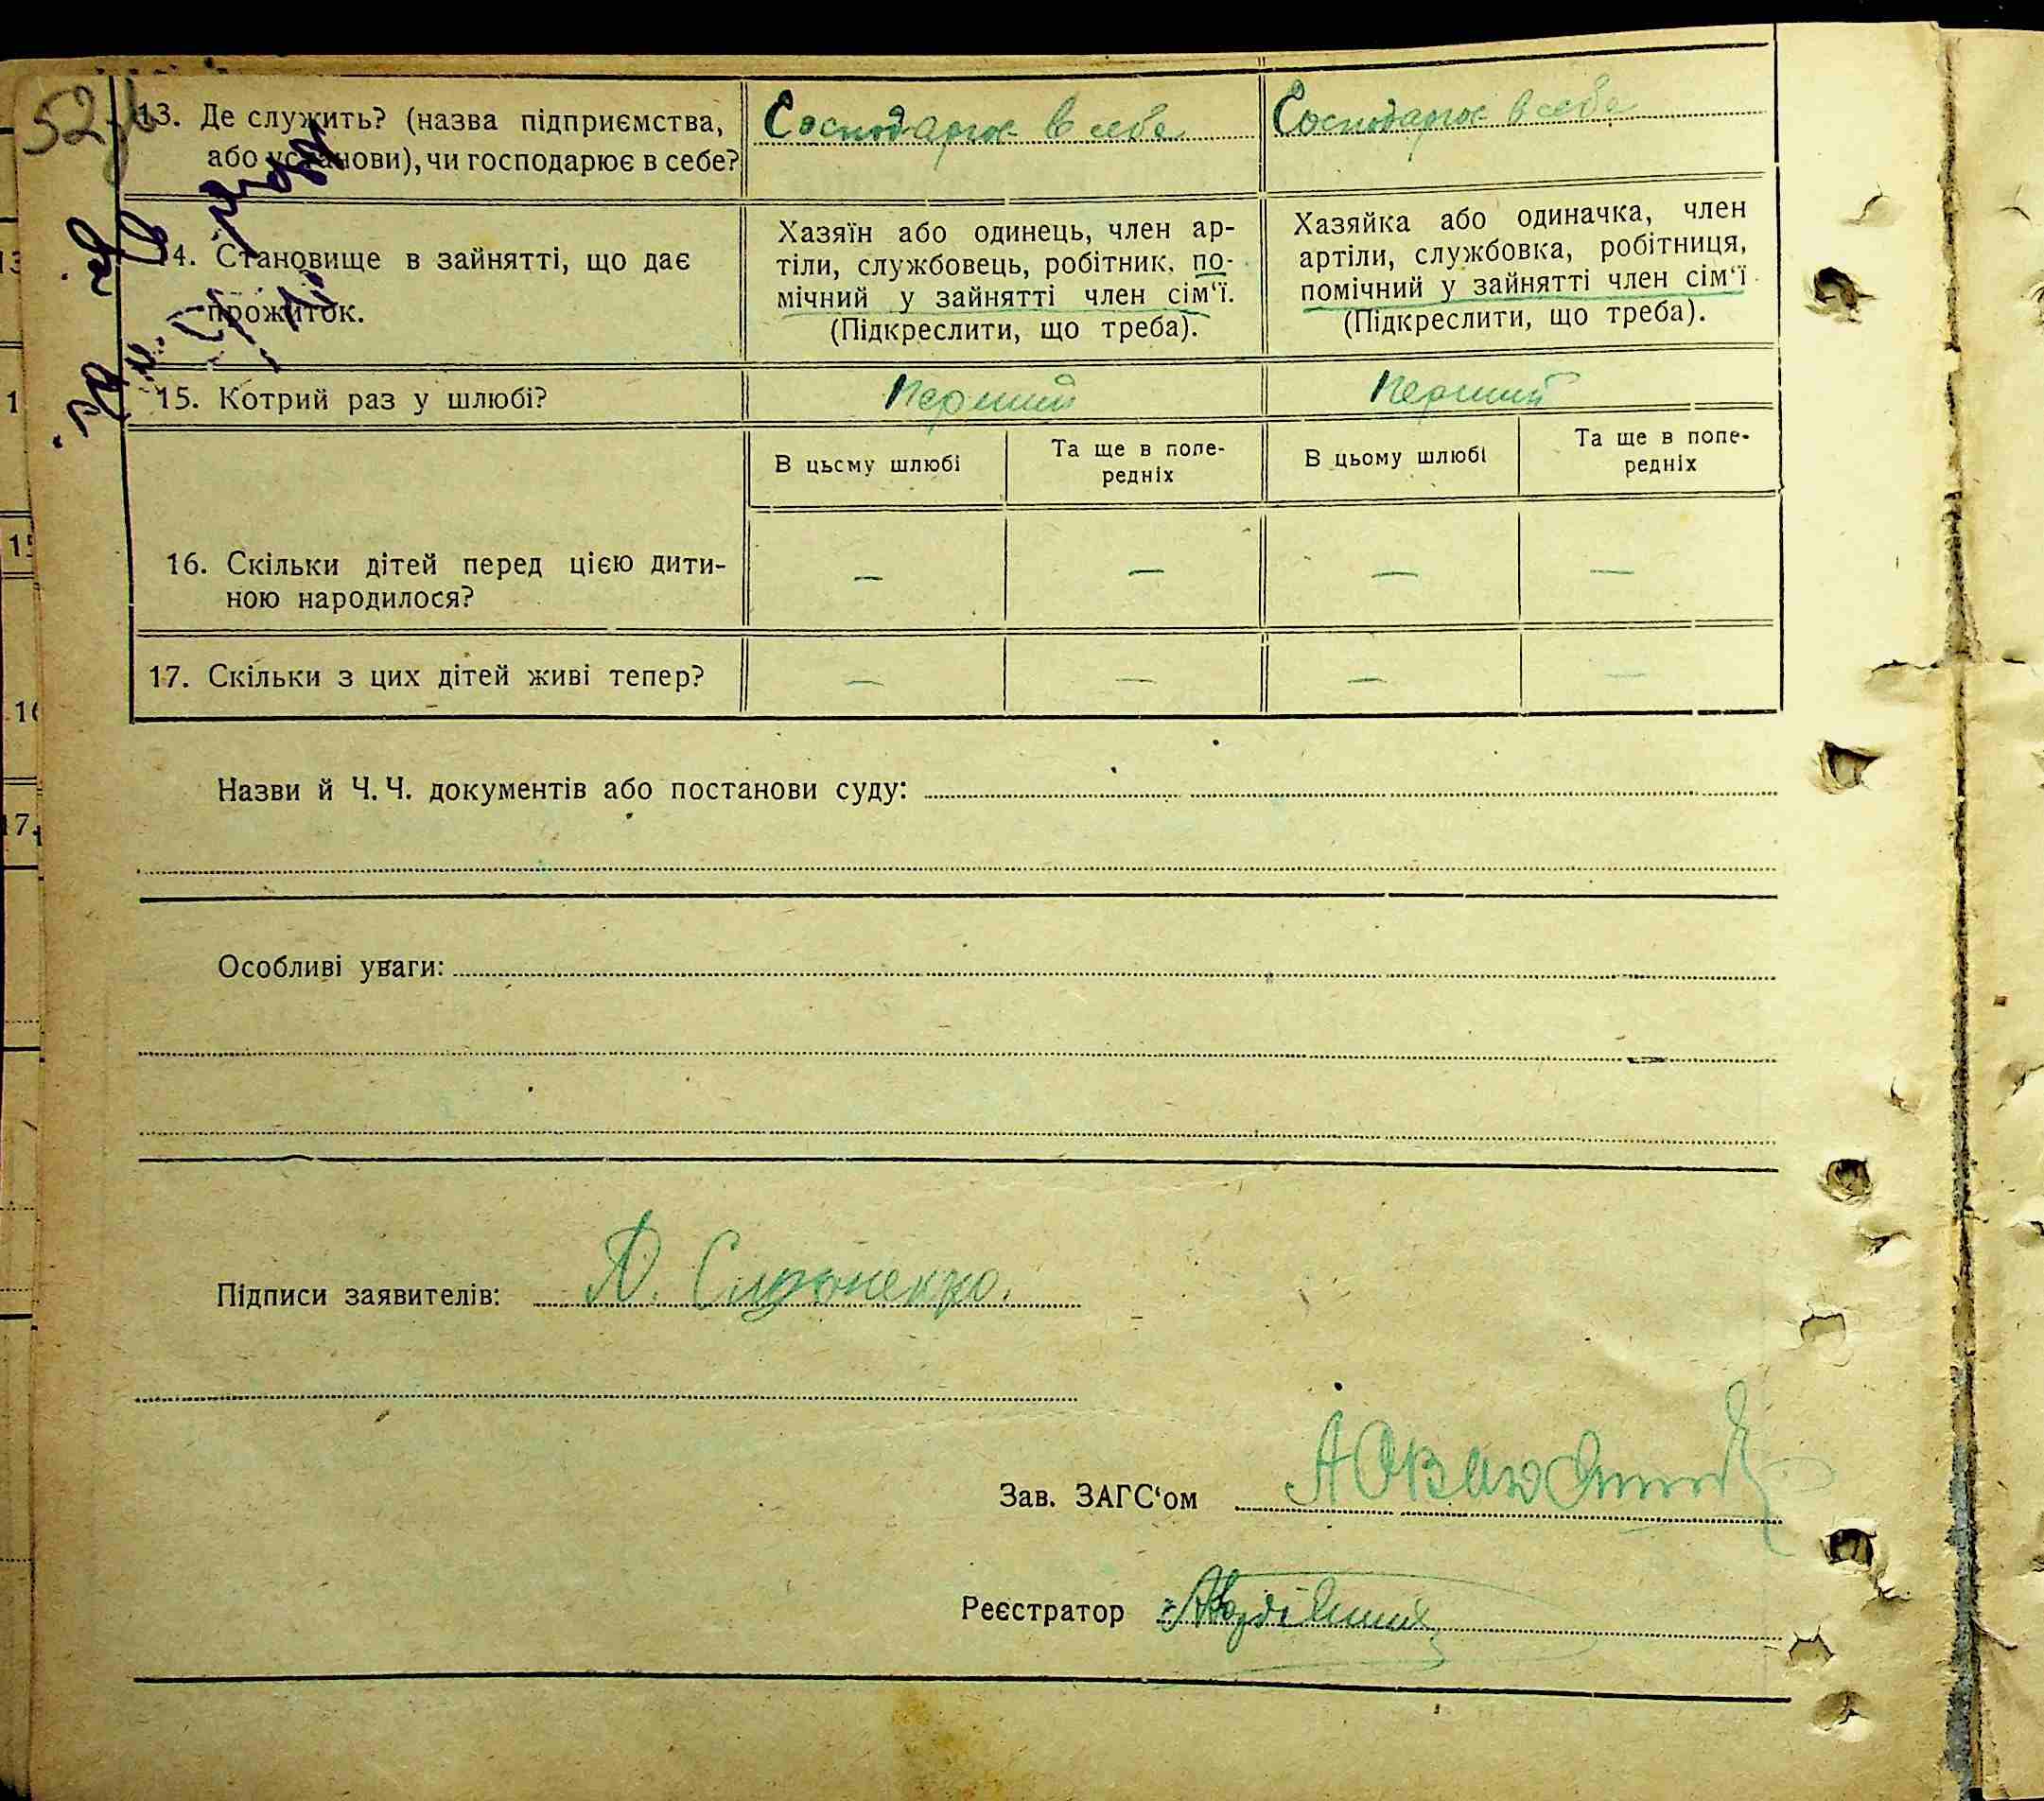 52
13. Де служить? (назва підприємства,
або установи), чи господарює в себе?
Господарює в себе
Господарює в себе
14. Становище в зайнятті, що дає
прожиток.
Хазяїн або одинець, член ар-
тіли, службовець, робітник, по-
мічний у зайнятті член сім‘ї.
(Підкреслити, що треба).
Хазяйка або одиначка, член
артіли, службовка, робітниця,
помічний у зайнятті член сім‘ї.
(Підкреслити, що треба).
15. Котрий раз у шлюбі?
Перший
Перший
В цьому шлюбі
Та ще в попе-
редніх
В цьому шлюбі
Та ще в попе-
редніх
16. Скільки дітей перед цією дити-
ною народилося?
— — — —
17. Скільки з цих дітей живі тепер?
— — — —
Назви й Ч. Ч. документів або постанови суду:
Особливі уваги:
Підписи заявителів:
Зав. ЗАГС‘ом
Реєстратор
13
1
15
16
17.